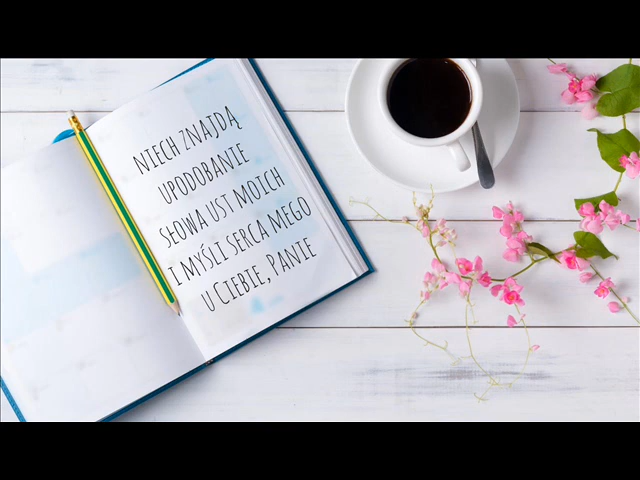 NIECH ZNAJDĄ
UPODOBANIE
SŁOWA UST MOICH
I MYŚLI SERCA MEGO
U CIEBIE, PANIE